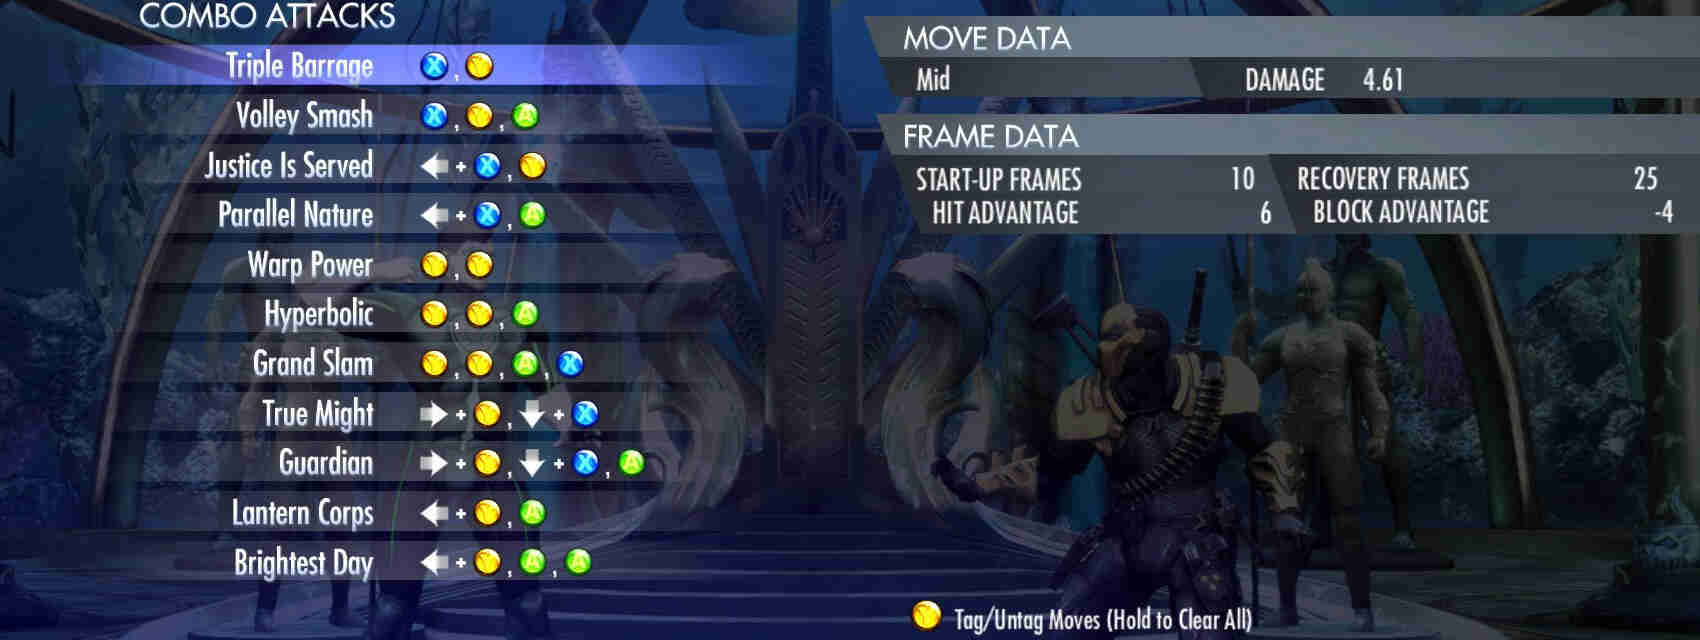 COMBO ATTACKS
Triple Barrage X, Y
Volley Smash X, Y, A
Justice Is Served + X, Y
Parallel Nature + X, A
Warp Power Y, Y
Hyperbolic Y, Y, A
Grand Slam Y, Y, A, X
True Might + Y, + X
Guardian + Y, + X, A
Lantern Corps + Y, A
Brightest Day + Y, A, A
MOVE DATA
Mid DAMAGE 4.61
FRAME DATA
START-UP FRAMES 10 RECOVERY FRAMES 25
HIT ADVANTAGE 6 BLOCK ADVANTAGE -4
Y Tag/Untag Moves (Hold to Clear All)